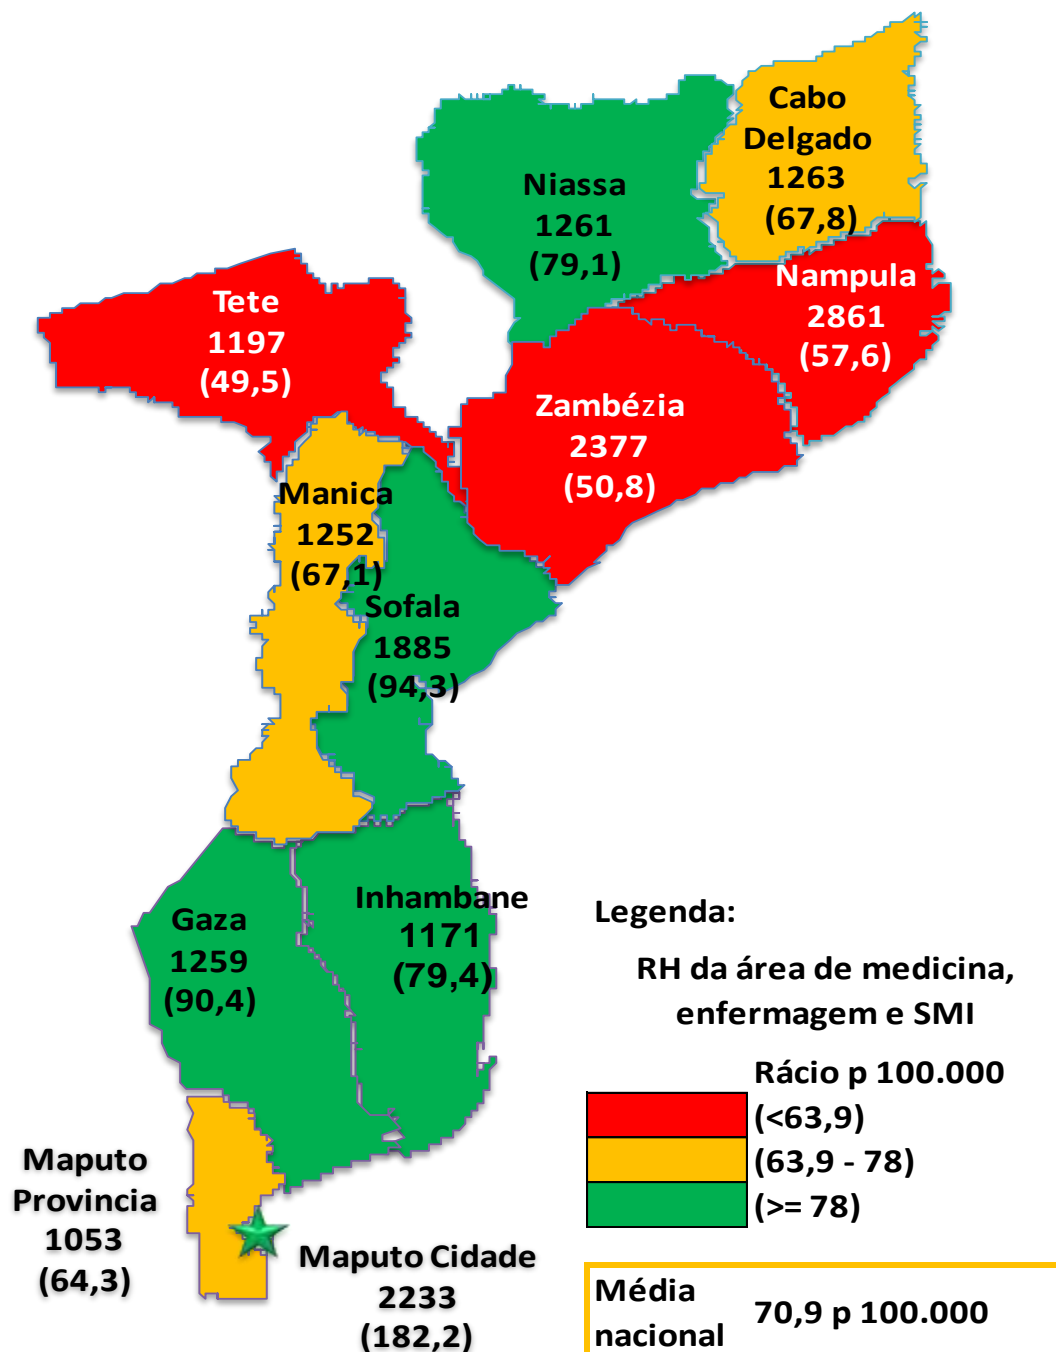 Cabo
Delgado
1263
(67,8)
Niassa
1261
(79,1)
Nampula
2861
(57,6)
Tete
1197
(49,5)
Zambézia
2377
(50,8)
Manica
1252
(67,1)
Sofala
1885
(94,3)
Inhambane
1171
(79,4)
Gaza
1259
(90,4)
Maputo
Provincia
1053
(64,3)
Maputo Cidade
2233
(182,2)
Legenda:
RH da área de medicina,
enfermagem e SMI
Rácio p 100.000
(<63,9)
(63,9 - 78)
(>= 78)
Média
nacional
70,9 p 100.000